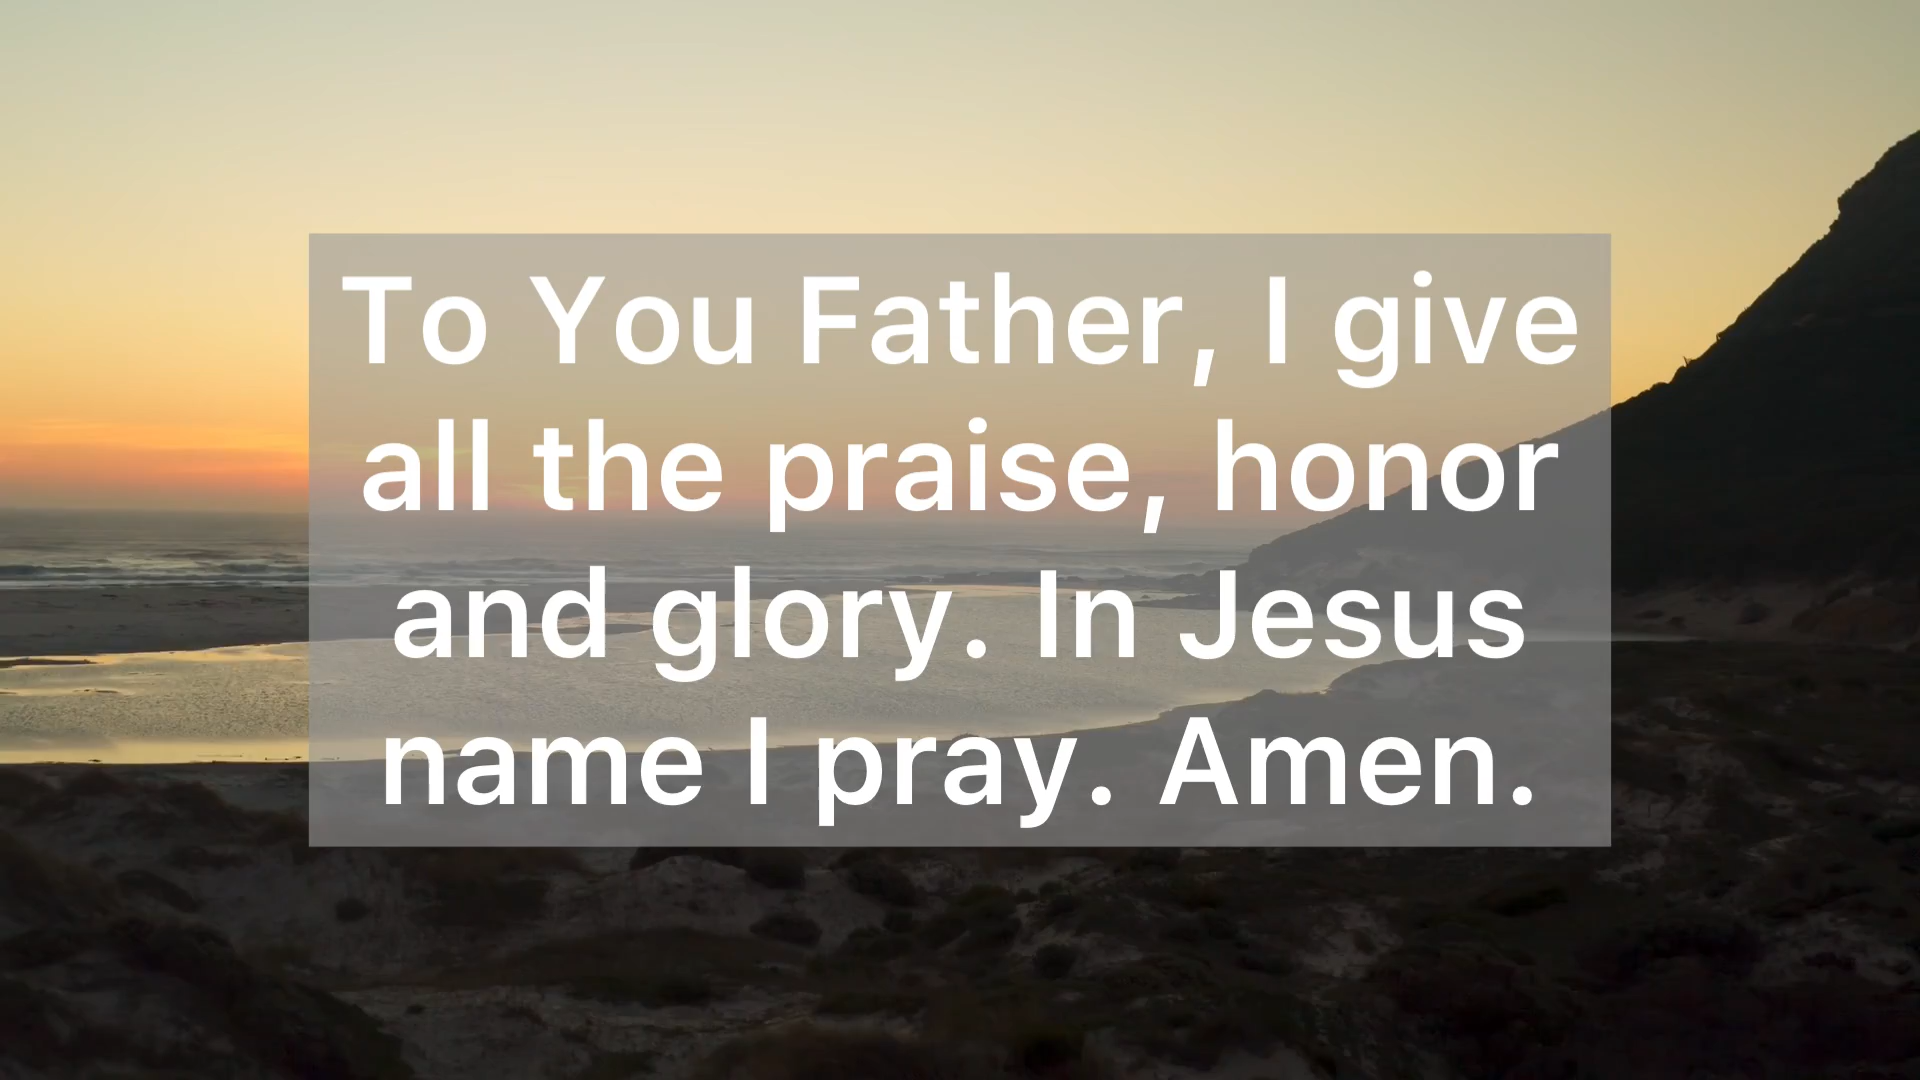 To You Father, I give
all the praise, honor
and glory. In Jesus
name I pray. Amen.